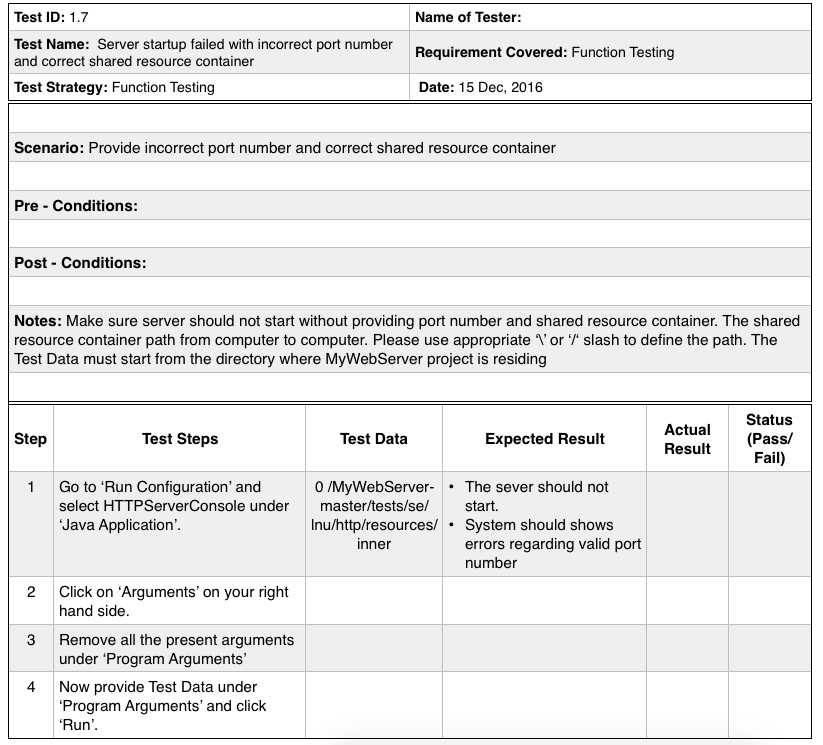 Test ID: 1.7
Name of Tester:
Test Name:  Server startup failed with incorrect port number
and correct shared resource container
Requirement Covered: Function Testing
Test Strategy: Function Testing
Date: 15 Dec, 2016
Scenario: Provide incorrect port number and correct shared resource container
Pre - Conditions:
Post - Conditions:
Notes: Make sure server should not start without providing port number and shared resource container. The shared
resource container path from computer to computer. Please use appropriate ‘\’ or ‘/‘ slash to define the path. The
Test Data must start from the directory where MyWebServer project is residing
Step
Test Steps
Test Data
Expected Result
Actual
Result
Status
(Pass/
Fail)
1
Go to ‘Run Configuration’ and
select HTTPServerConsole under
‘Java Application’.
0 /MyWebServer-
master/tests/se/
lnu/http/resources/
inner
• The sever should not
start.
• System should shows
errors regarding valid port
number
2
Click on ‘Arguments’ on your right
hand side.
3
Remove all the present arguments
under ‘Program Arguments’
4
Now provide Test Data under
‘Program Arguments’ and click
‘Run’.